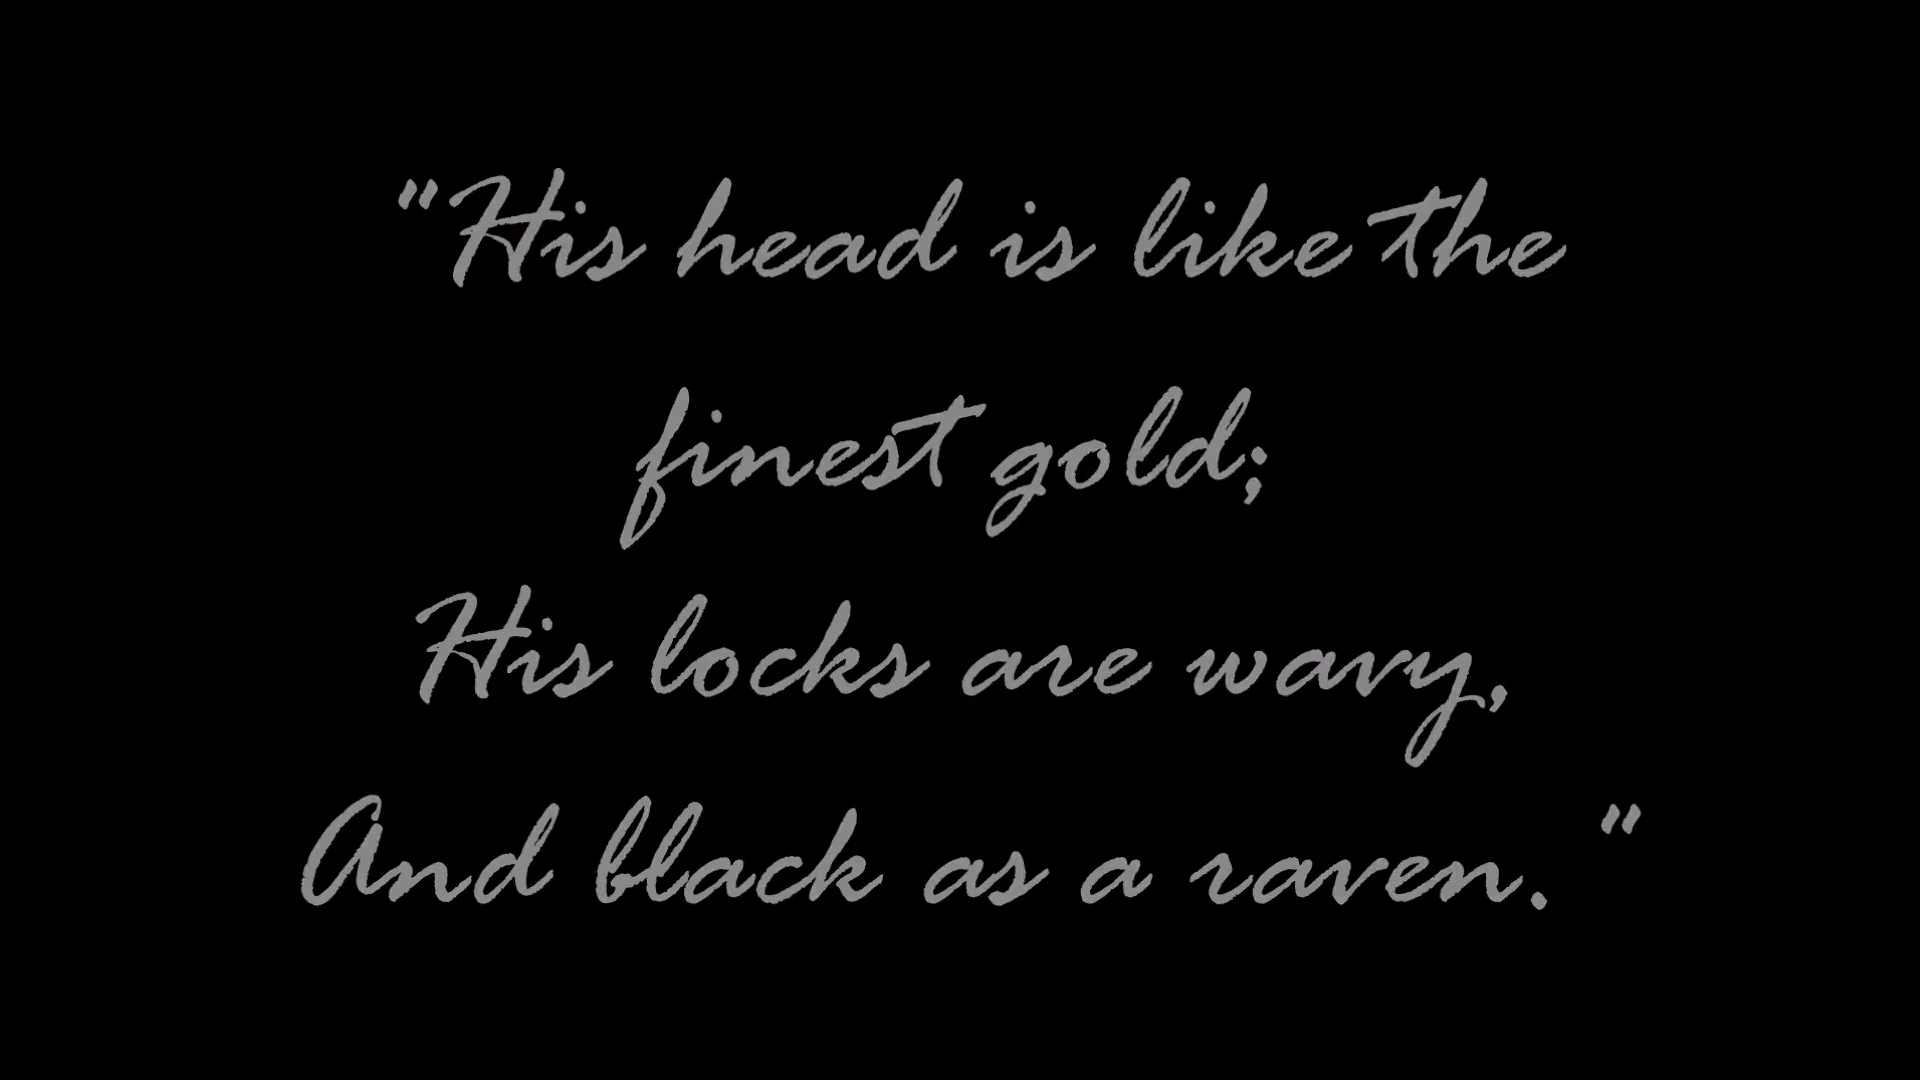 "His head is like the
finest gold;
His locks are wavy,
And black as a raven."